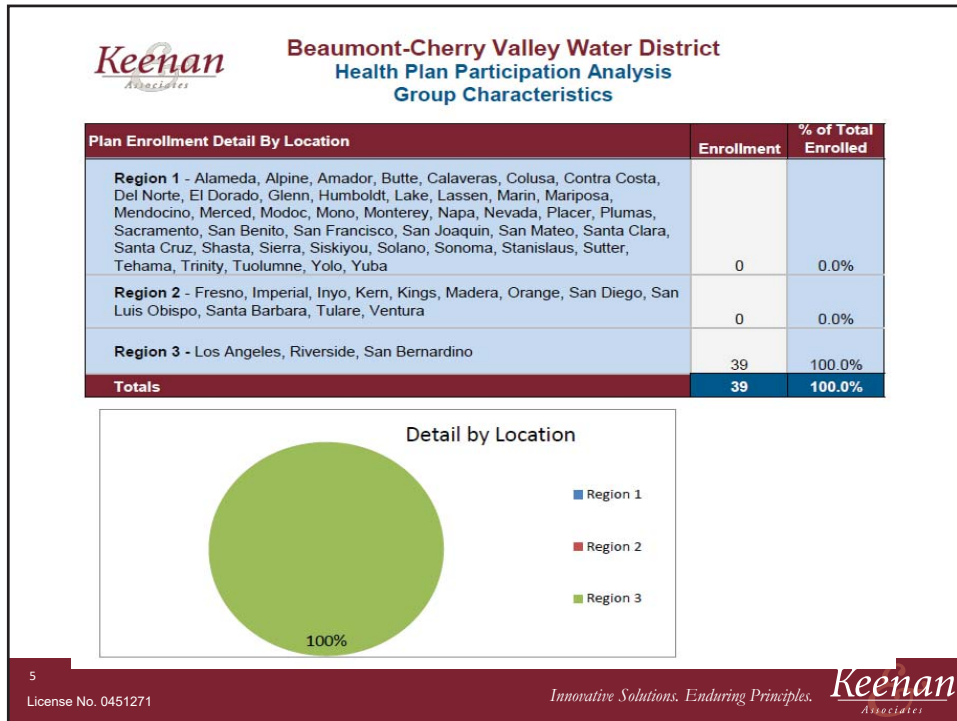 Keenan
&
Associates
Beaumont-Cherry Valley Water District
Health Plan Participation Analysis
Group Characteristics
Plan Enrollment Detail By Location
Enrollment
% of Total
Enrolled
Region 1 - Alameda, Alpine, Amador, Butte, Calaveras, Colusa, Contra Costa,
Del Norte, El Dorado, Glenn, Humboldt, Lake, Lassen, Marin, Mariposa,
Mendocino, Merced, Modoc, Mono, Monterey, Napa, Nevada, Placer, Plumas,
Sacramento, San Benito, San Francisco, San Joaquin, San Mateo, Santa Clara,
Santa Cruz, Shasta, Sierra, Siskiyou, Solano, Sonoma, Stanislaus, Sutter,
Tehama, Trinity, Tuolumne, Yolo, Yuba
0 0.0%
Region 2 - Fresno, Imperial, Inyo, Kern, Kings, Madera, Orange, San Diego, San
Luis Obispo, Santa Barbara, Tulare, Ventura
0 0.0%
Region 3 - Los Angeles, Riverside, San Bernardino
39 100.0%
Totals 39 100.0%
Detail by Location
Region 1
Region 2
Region 3
100%
5
License No. 0451271
Innovative Solutions. Enduring Principles.
Keenan
&
Associates